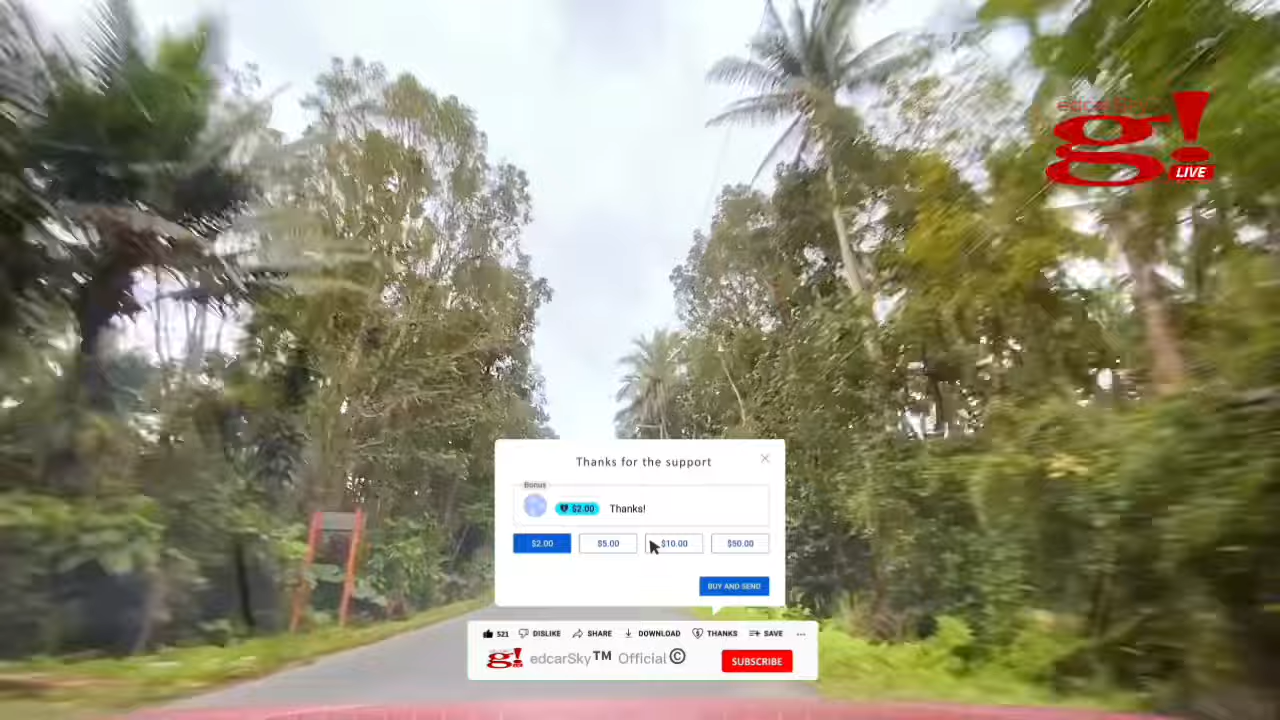 edcarSky
g!
LIVE
Thanks for the support
Bonus
$2.00 Thanks!
$2.00 $5.00 $10.00 $50.00
BUY AND SEND
521 DISLIKE SHARE DOWNLOAD THANKS SAVE ...
g! edcarSky™ Official©
SUBSCRIBE